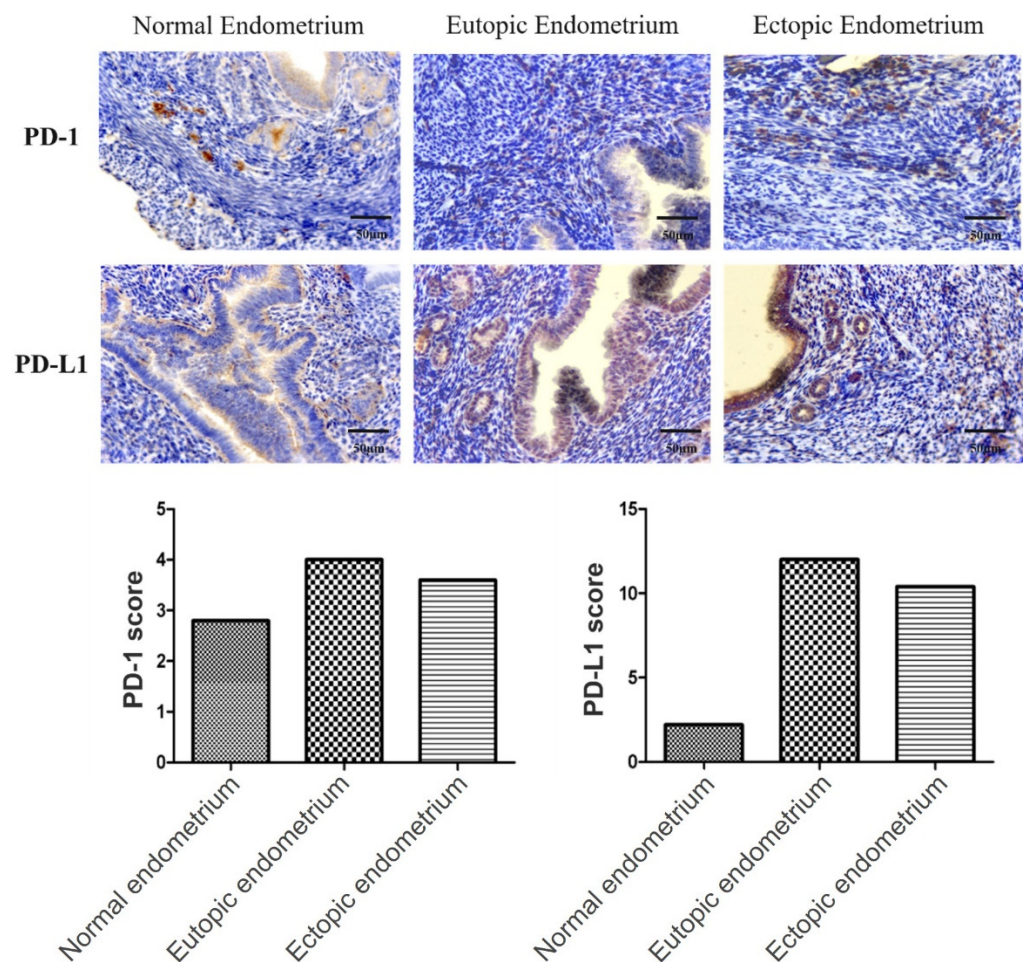 Normal Endometrium
Eutopic Endometrium
Ectopic Endometrium
PD-1
50μm
50μm
50μm
PD-L1
50μm
50μm
50μm
5
4
3
2
1
0
PD-1 score
Normal endometrium
Eutopic endometrium
Ectopic endometrium
15
10
5
0
PD-L1 score
Normal endometrium
Eutopic endometrium
Ectopic endometrium